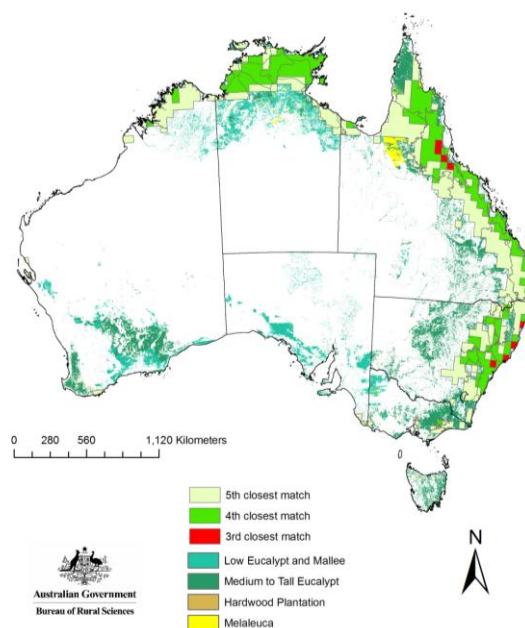 0 280 560 1,120 Kilometers
0
5th closest match
4th closest match
3rd closest match
Low Eucalypt and Mallee
Medium to Tall Eucalypt
Hardwood Plantation
Melaleuca
N
Australian Government
Bureau of Rural Sciences